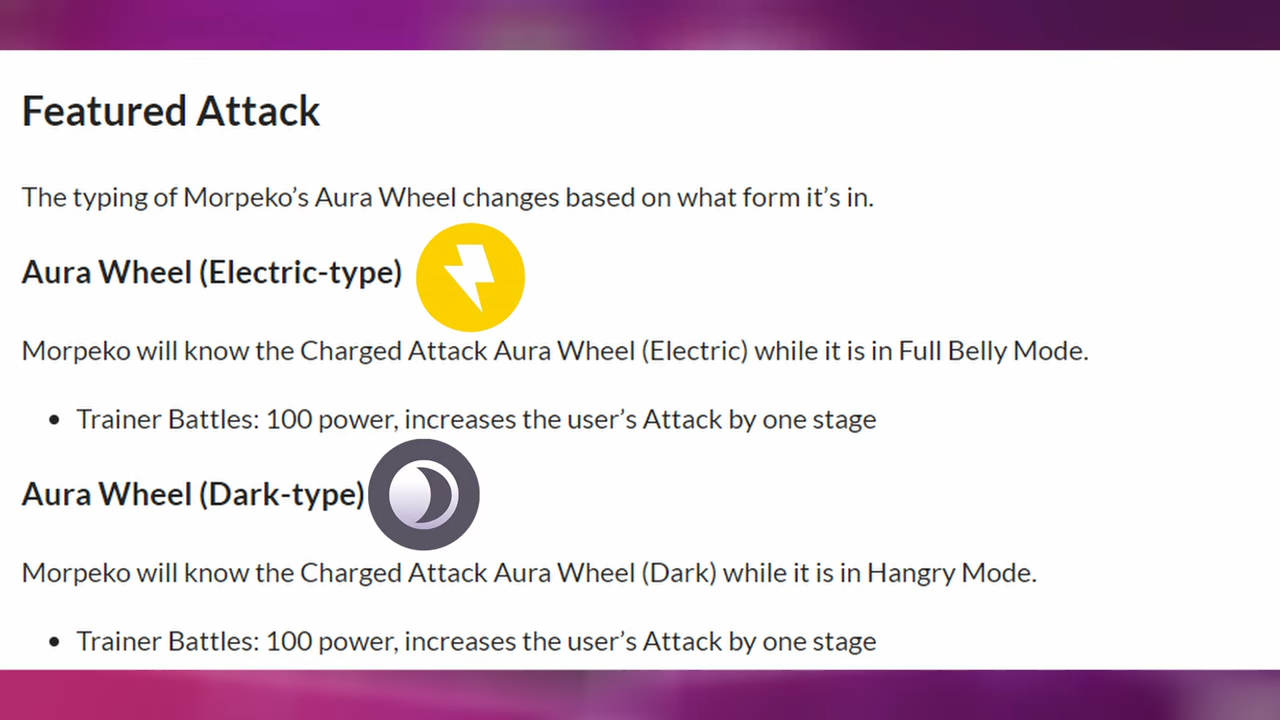 Featured Attack
The typing of Morpeko’s Aura Wheel changes based on what form it’s in.
Aura Wheel (Electric-type)
Morpeko will know the Charged Attack Aura Wheel (Electric) while it is in Full Belly Mode.
• Trainer Battles: 100 power, increases the user’s Attack by one stage
Aura Wheel (Dark-type)
Morpeko will know the Charged Attack Aura Wheel (Dark) while it is in Hangry Mode.
• Trainer Battles: 100 power, increases the user’s Attack by one stage